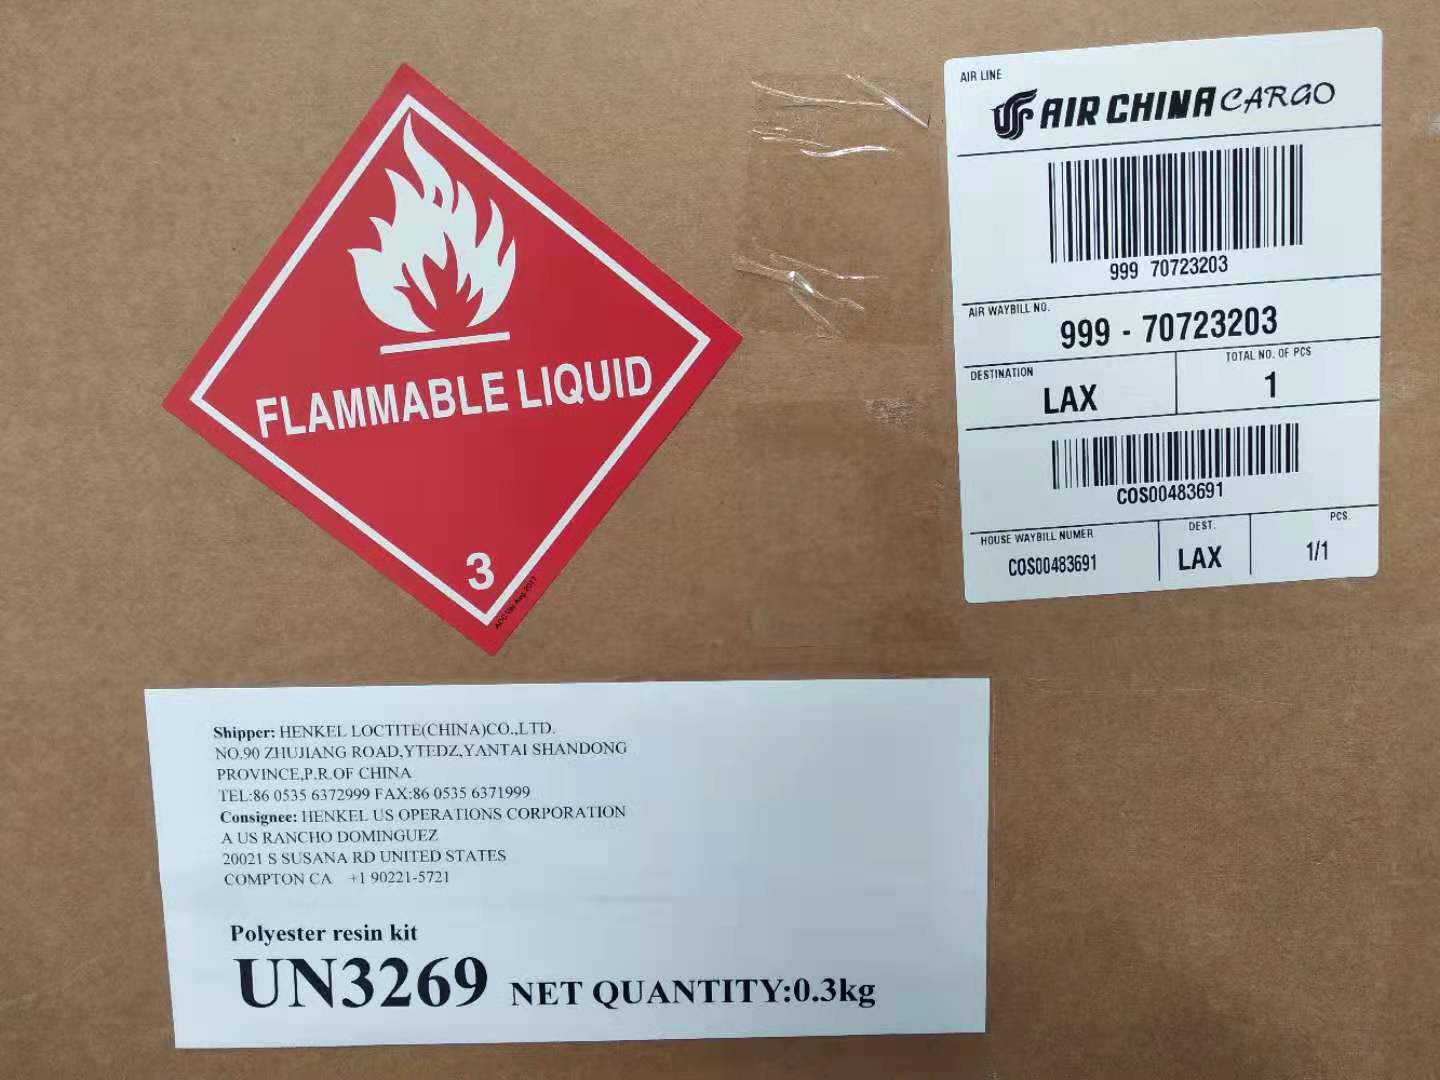 FLAMMABLE LIQUID
3
ACC UN Aug 2017
AIR LINE
AIR CHINA CARGO
999 70723203
AIR WAYBILL NO.
999 - 70723203
DESTINATION
LAX
TOTAL NO. OF PCS
1
COS00483691
HOUSE WAYBILL NUMER
COS00483691
DEST.
LAX
PCS.
1/1
Shipper: HENKEL LOCTITE(CHINA)CO.,LTD.
NO.90 ZHUJIANG ROAD,YTEDZ,YANTAI SHANDONG
PROVINCE,P.R.OF CHINA
TEL:86 0535 6372999 FAX:86 0535 6371999
Consignee: HENKEL US OPERATIONS CORPORATION
A US RANCHO DOMINGUEZ
20021 S SUSANA RD UNITED STATES
COMPTON CA +1 90221-5721
Polyester resin kit
UN3269 NET QUANTITY:0.3kg